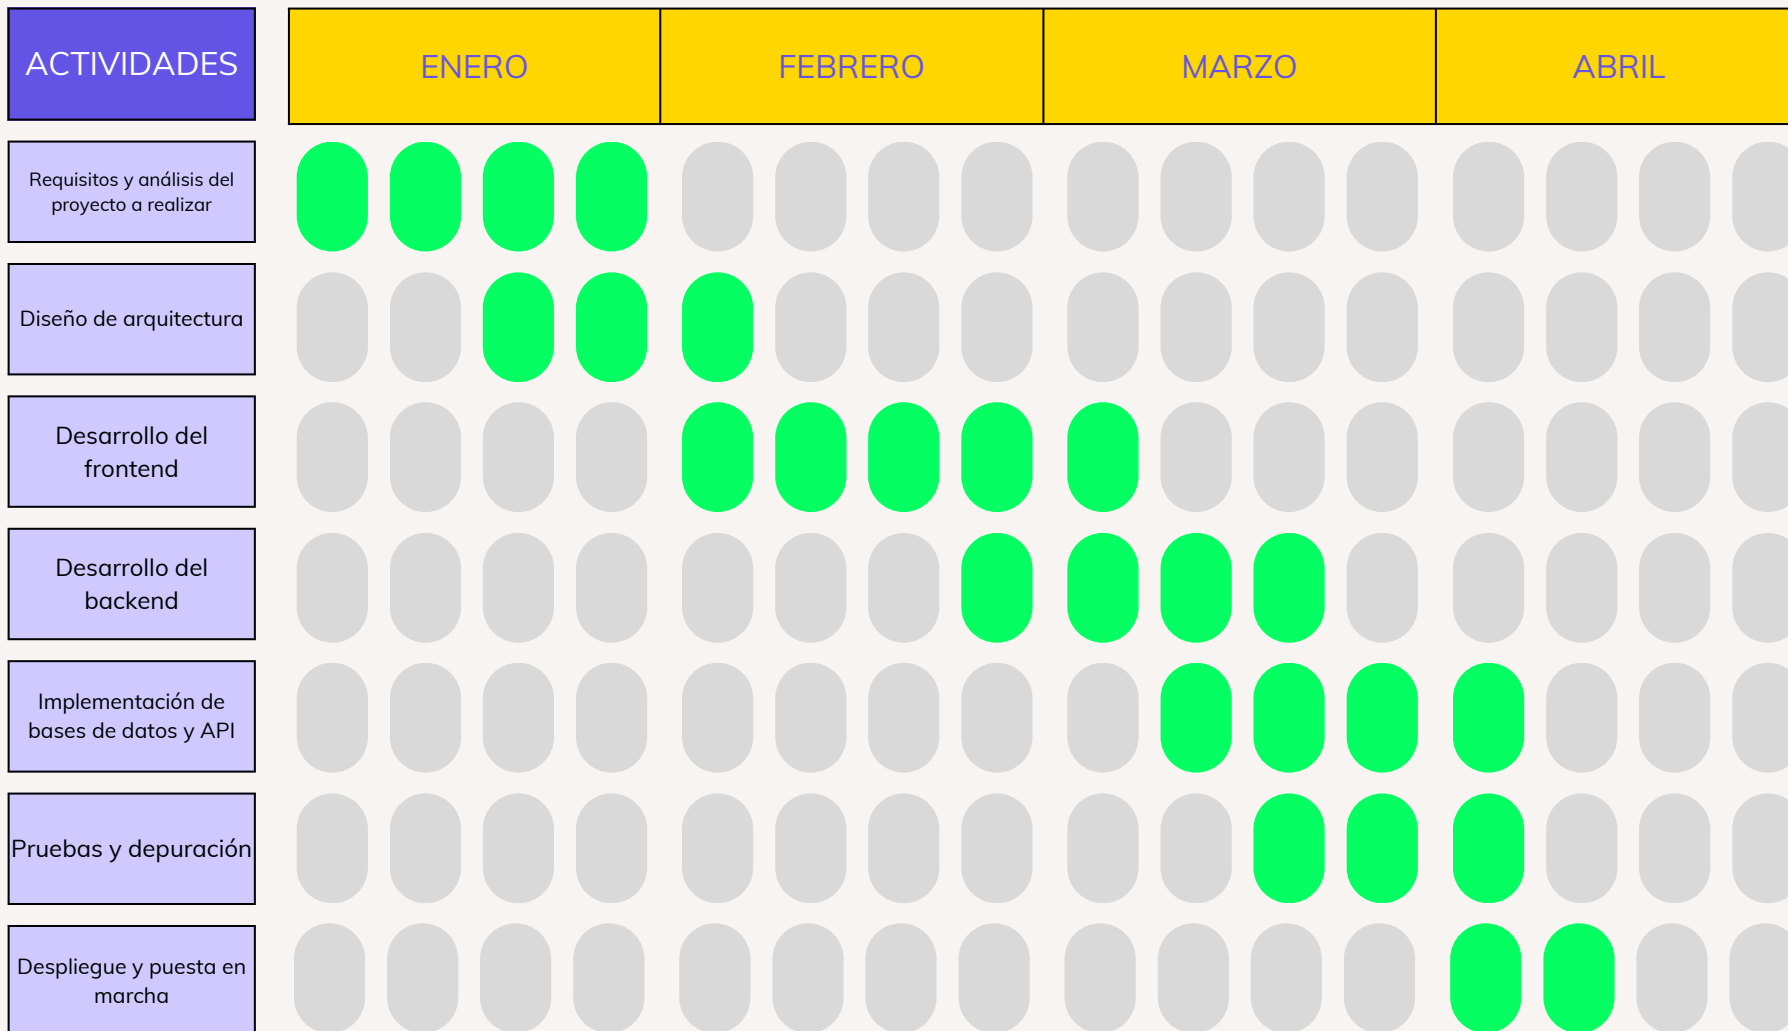 ACTIVIDADES
ENERO
FEBRERO
MARZO
ABRIL
Requisitos y análisis del
proyecto a realizar
Diseño de arquitectura
Desarrollo del
frontend
Desarrollo del
backend
Implementación de
bases de datos y API
Pruebas y depuración
Despliegue y puesta en
marcha